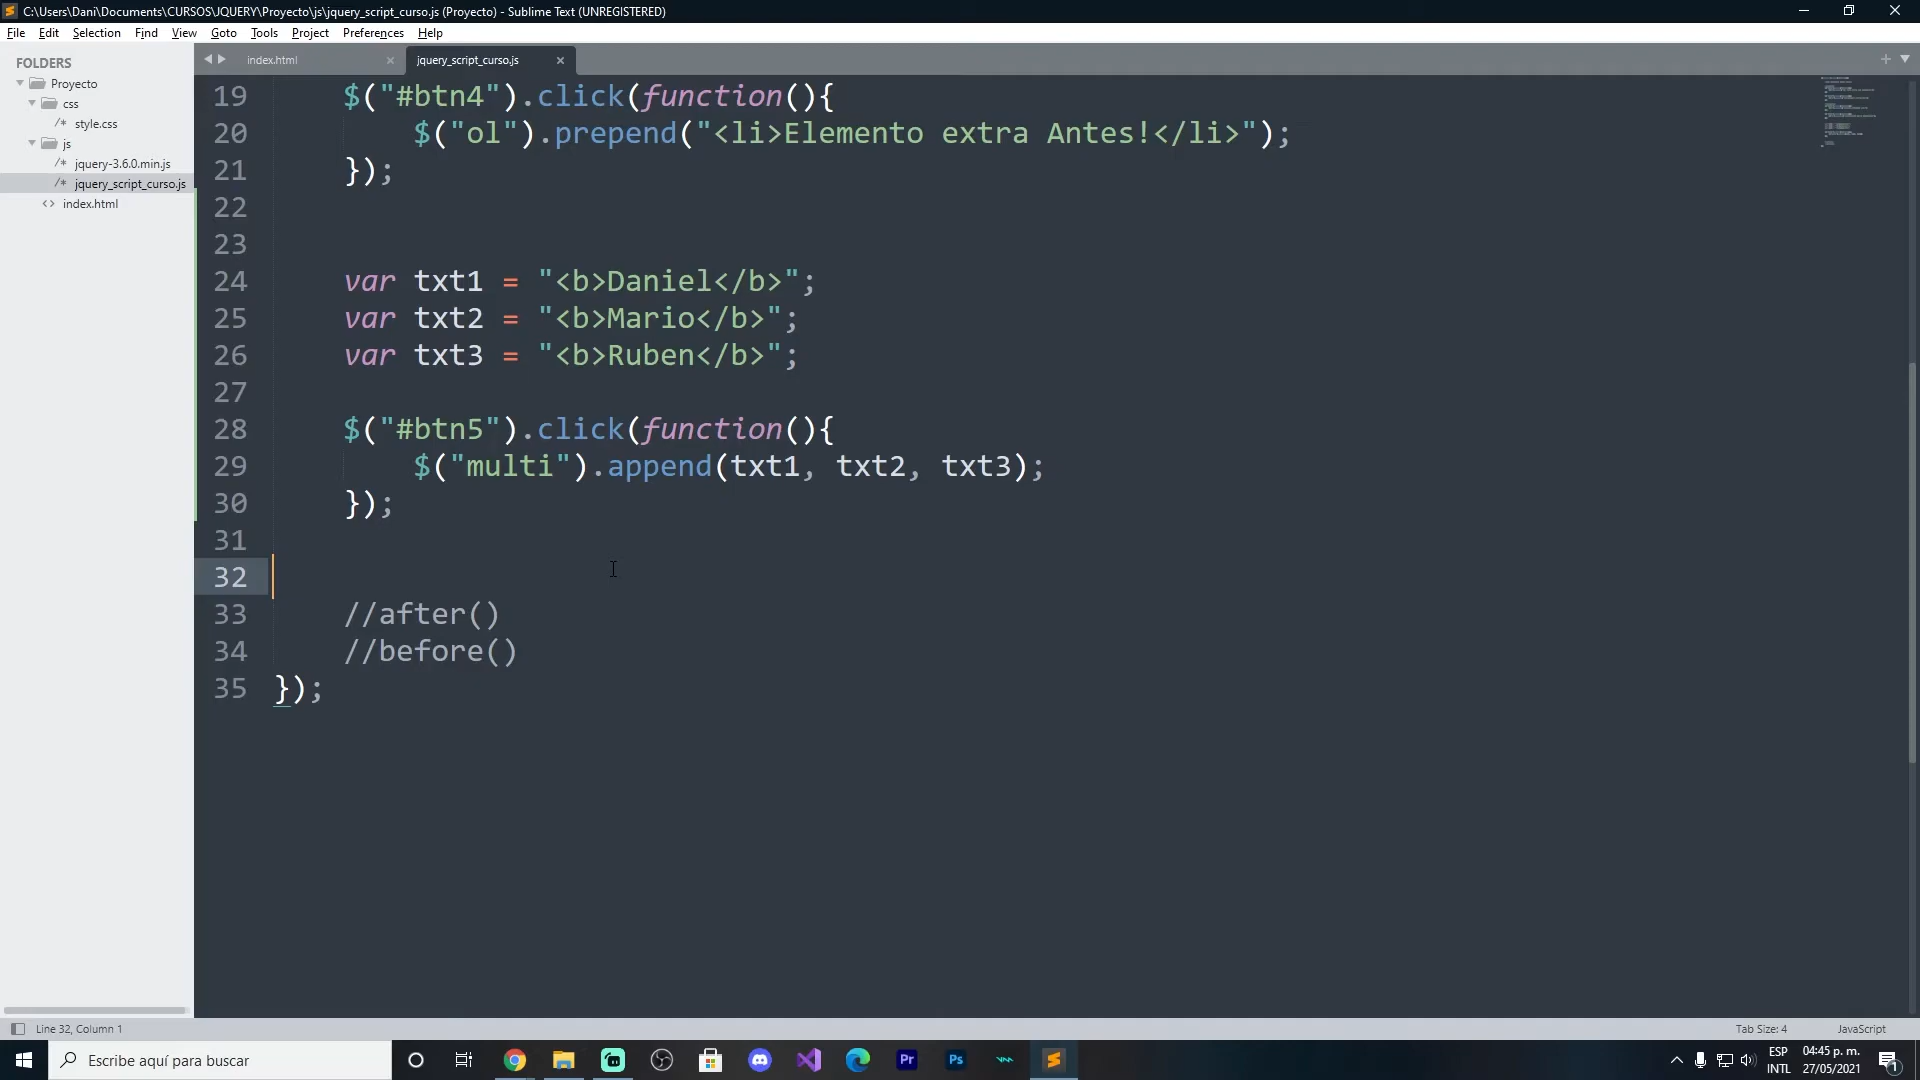 C:\Users\Dani\Documents\CURSOS\JQUERY\Proyecto\js\jquery_script_curso.js (Proyecto) - Sublime Text (UNREGISTERED)
File Edit Selection Find View Goto Tools Project Preferences Help
FOLDERS
Proyecto
css
/* style.css
js
/* jquery-3.6.0.min.js
/* jquery_script_curso.js
<> index.html
index.html
jquery_script_curso.js
19 $("#btn4").click(function(){
20 $("ol").prepend("<li>Elemento extra Antes!</li>");
21 });
22
23
24 var txt1 = "<b>Daniel</b>";
25 var txt2 = "<b>Mario</b>";
26 var txt3 = "<b>Ruben</b>";
27
28 $("#btn5").click(function(){
29 $("multi").append(txt1, txt2, txt3);
30 });
31
32
33 //after()
34 //before()
35 });
Line 32, Column 1
Tab Size: 4
JavaScript
Escribe aquí para buscar
Pr
Ps
ESP
INTL
04:45 p. m.
27/05/2021
1